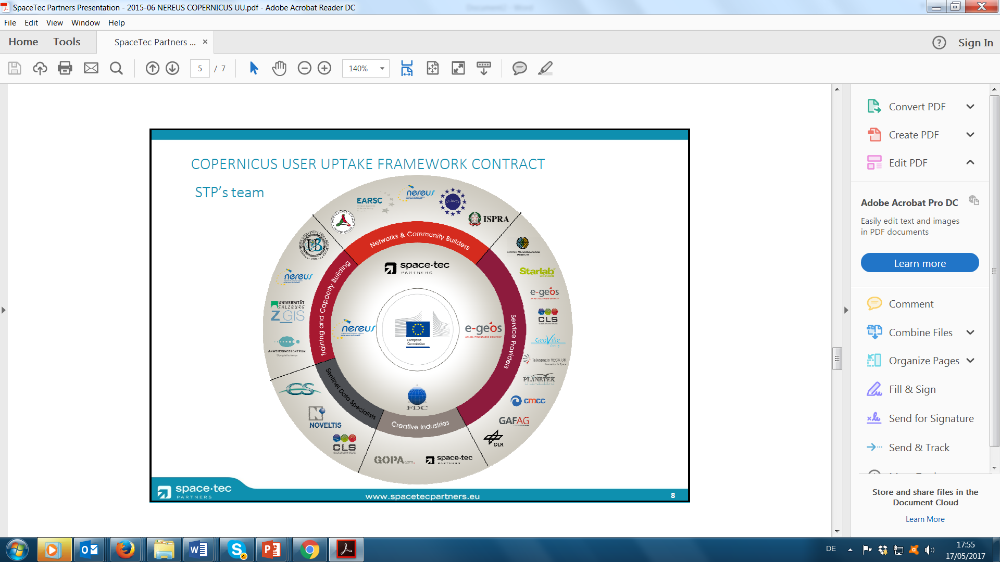 SpaceTec Partners Presentation - 2015-06 NEREUS COPERNICUS UU.pdf - Adobe Acrobat Reader DC
File Edit View Window Help
Home Tools SpaceTec Partners ... × ? Sign In
5 / 7 140%
COPERNICUS USER UPTAKE FRAMEWORK CONTRACT
STP's team
EARSC
nereus
ISPRA
Networks & Community Builders
space·tec
PARTNERS
Starlab
e-geos
CLS
GeoVille
Group
Telespazio VEGA UK
PLANETEK
cmcc
GAFAG
DLR
Service Providers
nereus
UNIVERSITÄT
SALZBURG
Z_GIS
ANWENDUNGSZENTRUM
Training and Capacity Building
nereus
European
Commission
e-geos
AN ASI/TELESPAZIO COMPANY
FDC
Sentinel Data Specialists
CS
NOVELTIS
CLS
Creative Industries
GOPA com.
space·tec
PARTNERS
space·tec
PARTNERS
www.spacetecpartners.eu
8
Convert PDF
Create PDF
Edit PDF
Adobe Acrobat Pro DC
Easily edit text and images
in PDF documents
Learn more
Comment
Combine Files
Organize Pages
Fill & Sign
Send for Signature
Send & Track
Store and share files in the
Document Cloud
Learn More
DE
17:55
17/05/2017